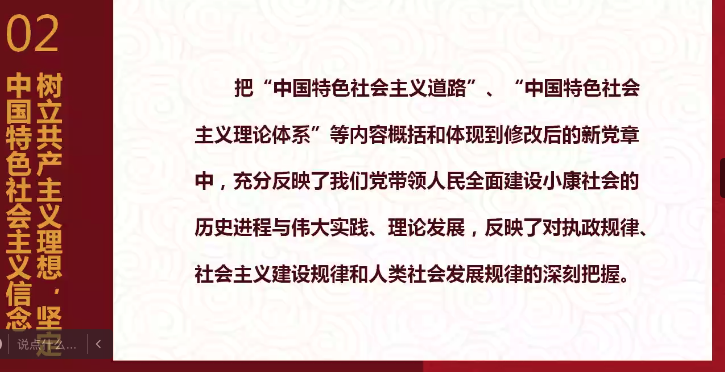 02
树立共产主义理想，坚定
中国特色社会主义信念
把“中国特色社会主义道路”、“中国特色社会
主义理论体系”等内容概括和体现到修改后的新党章
中，充分反映了我们党带领人民全面建设小康社会的
历史进程与伟大实践、理论发展，反映了对执政规律、
社会主义建设规律和人类社会发展规律的深刻把握。
说点什么...